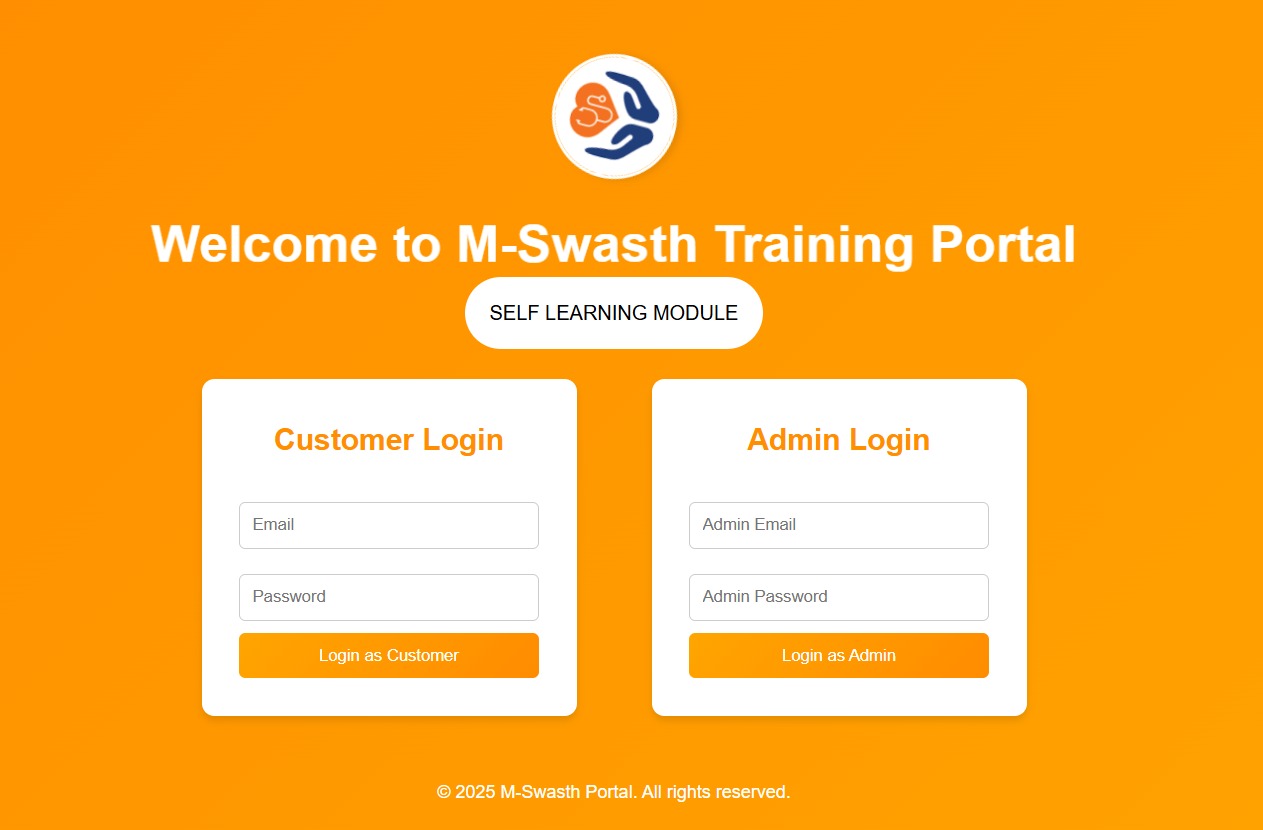 Welcome to M-Swasth Training Portal
SELF LEARNING MODULE
Customer Login
Email
Password
Login as Customer
Admin Login
Admin Email
Admin Password
Login as Admin
© 2025 M-Swasth Portal. All rights reserved.